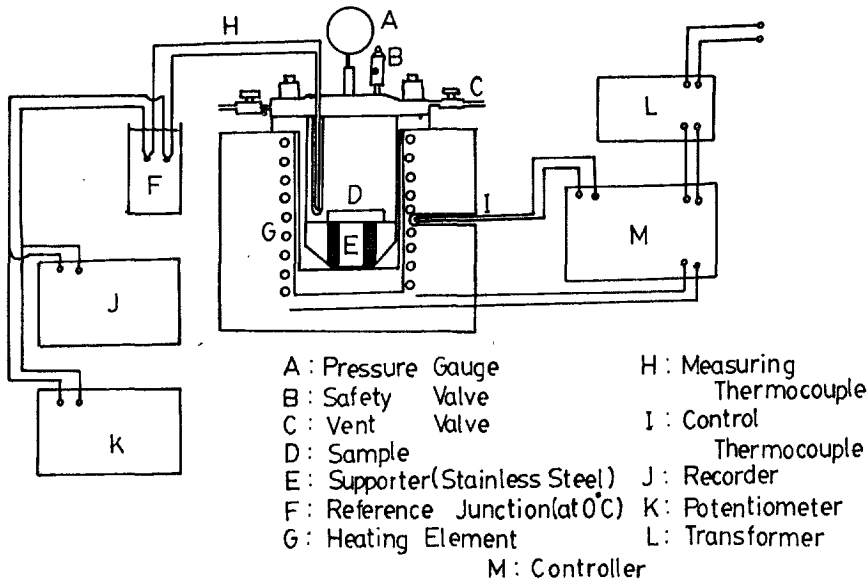 H
A
B
C
L
F
D
I
G
E
M
J
K
A : Pressure Gauge
B : Safety Valve
C : Vent Valve
D : Sample
E : Supporter(Stainless Steel)
F : Reference Junction(at 0°C)
G : Heating Element
H : Measuring
Thermocouple
I : Control
Thermocouple
J : Recorder
K : Potentiometer
L : Transformer
M : Controller